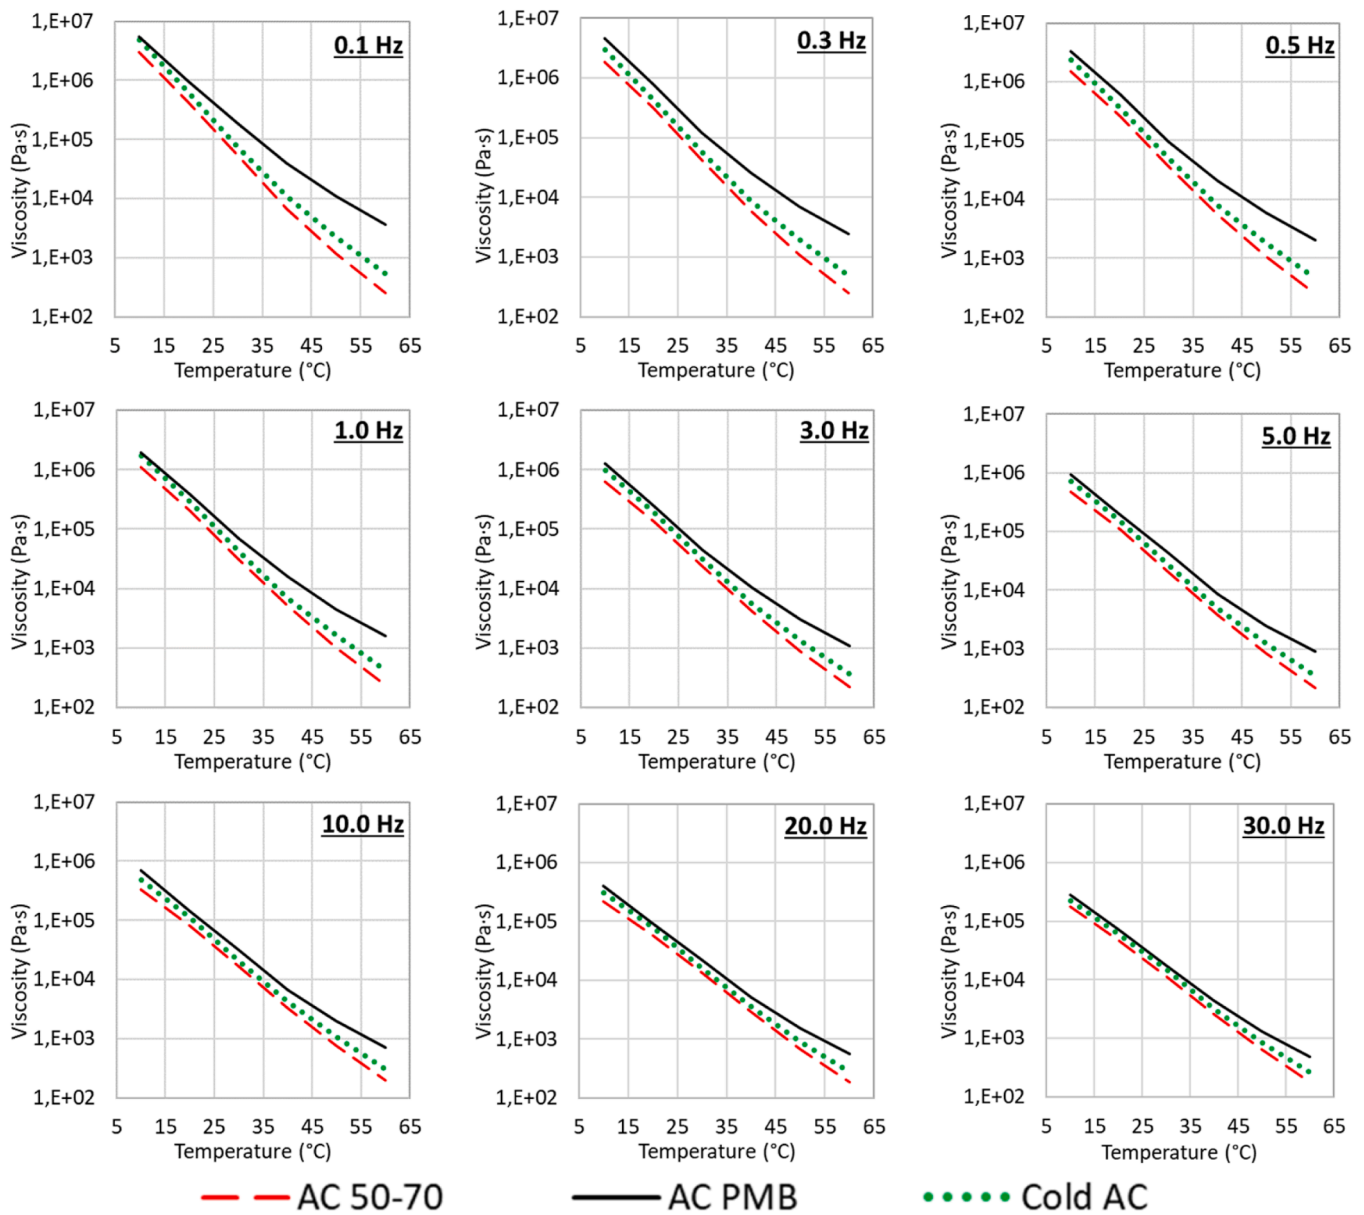 0.1 Hz
Viscosity (Pa·s)
1,E+07
1,E+06
1,E+05
1,E+04
1,E+03
1,E+02
5 15 25 35 45 55 65
Temperature (°C)
0.3 Hz
Viscosity (Pa·s)
1,E+07
1,E+06
1,E+05
1,E+04
1,E+03
1,E+02
5 15 25 35 45 55 65
Temperature (°C)
0.5 Hz
Viscosity (Pa·s)
1,E+07
1,E+06
1,E+05
1,E+04
1,E+03
1,E+02
5 15 25 35 45 55 65
Temperature (°C)
1.0 Hz
Viscosity (Pa·s)
1,E+07
1,E+06
1,E+05
1,E+04
1,E+03
1,E+02
5 15 25 35 45 55 65
Temperature (°C)
3.0 Hz
Viscosity (Pa·s)
1,E+07
1,E+06
1,E+05
1,E+04
1,E+03
1,E+02
5 15 25 35 45 55 65
Temperature (°C)
5.0 Hz
Viscosity (Pa·s)
1,E+07
1,E+06
1,E+05
1,E+04
1,E+03
1,E+02
5 15 25 35 45 55 65
Temperature (°C)
10.0 Hz
Viscosity (Pa·s)
1,E+07
1,E+06
1,E+05
1,E+04
1,E+03
1,E+02
5 15 25 35 45 55 65
Temperature (°C)
20.0 Hz
Viscosity (Pa·s)
1,E+07
1,E+06
1,E+05
1,E+04
1,E+03
1,E+02
5 15 25 35 45 55 65
Temperature (°C)
30.0 Hz
Viscosity (Pa·s)
1,E+07
1,E+06
1,E+05
1,E+04
1,E+03
1,E+02
5 15 25 35 45 55 65
Temperature (°C)
AC 50-70 AC PMB Cold AC